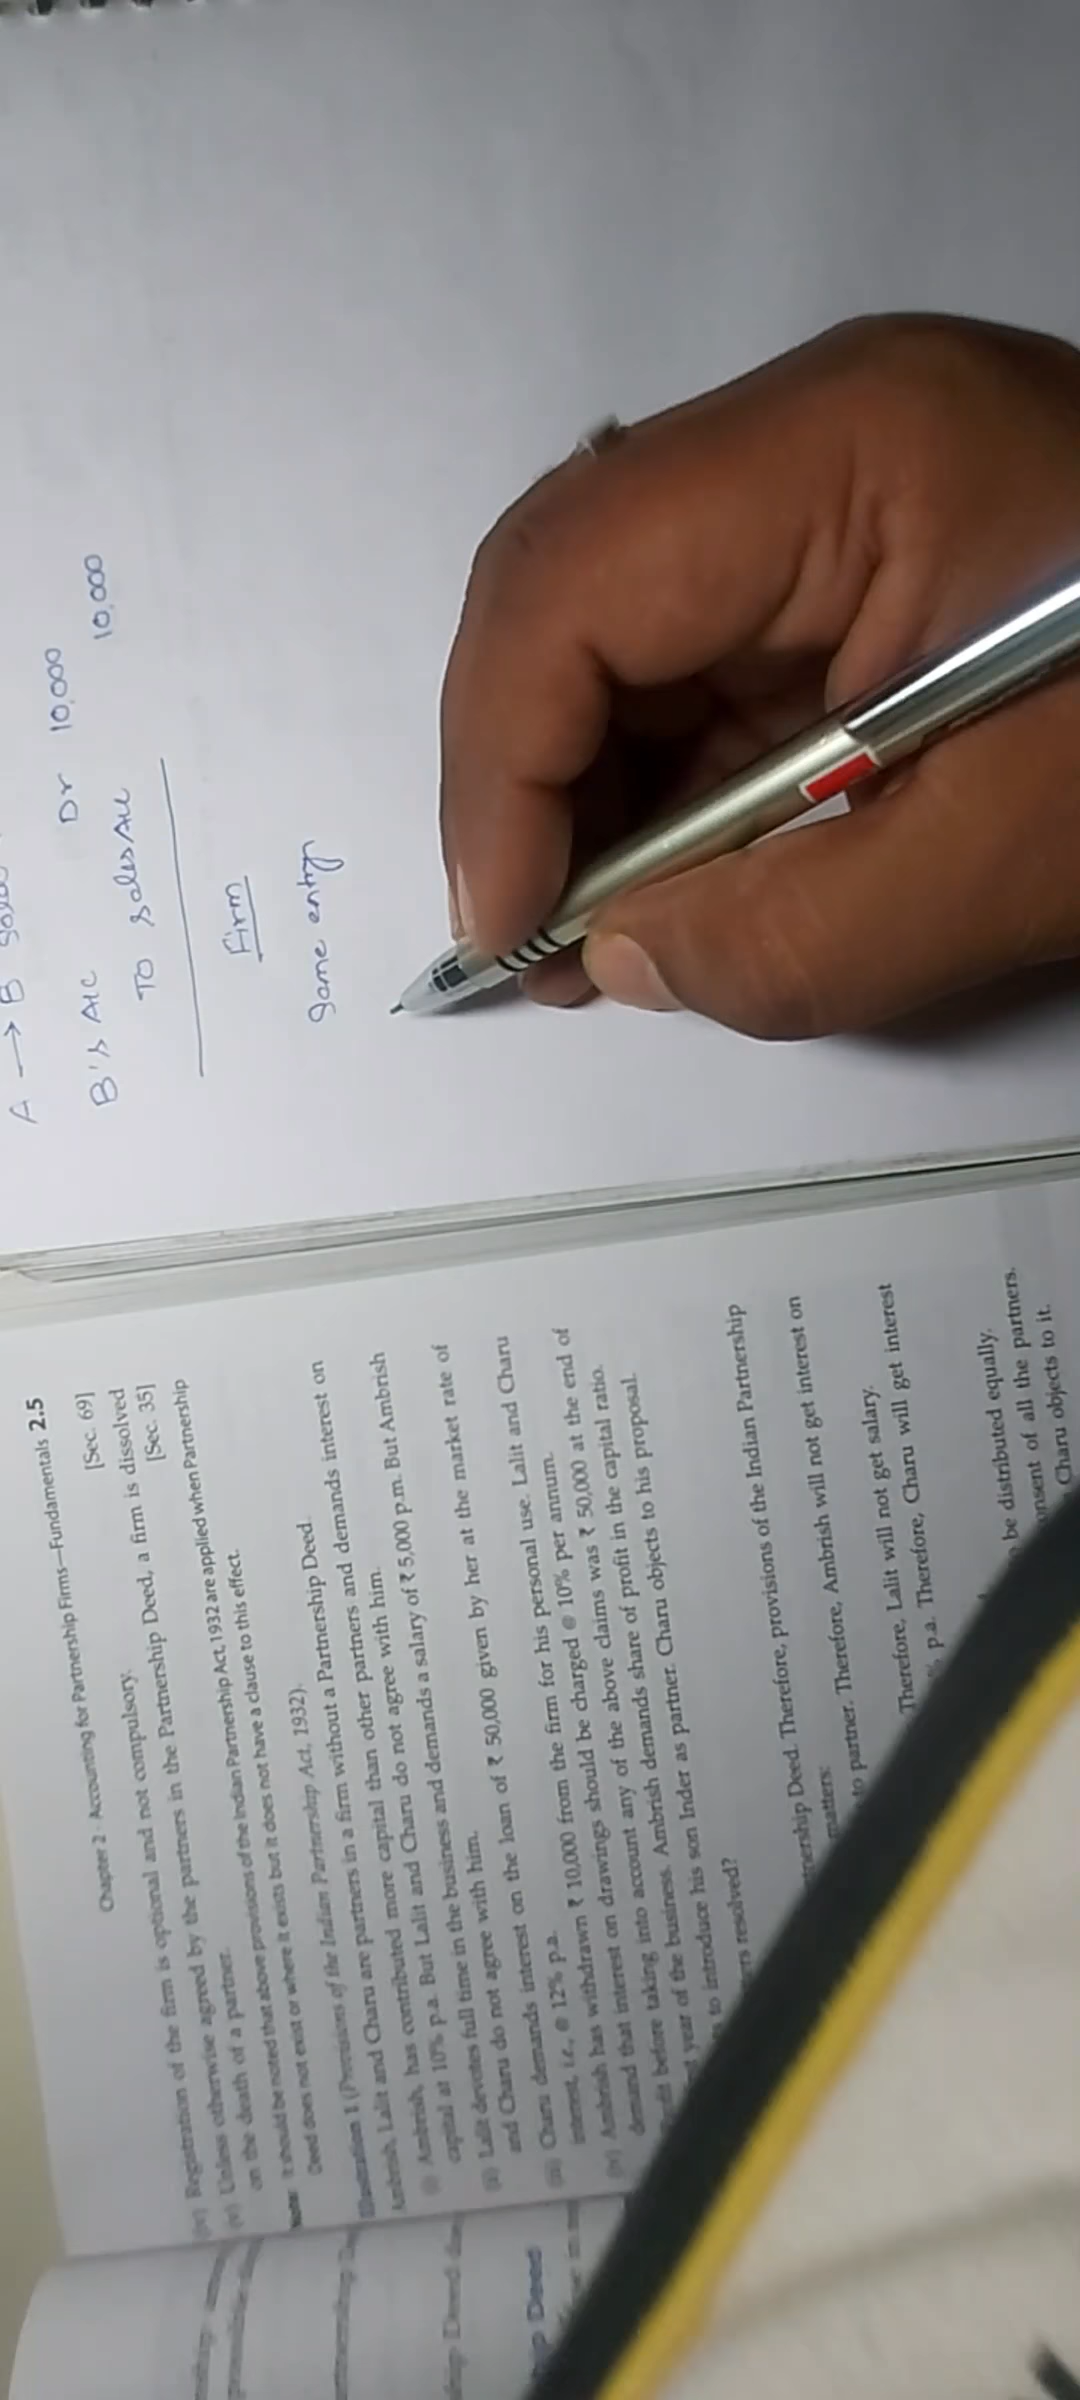 A → B
B's A/C Dr 10,000
To Sales A/c 10,000
Firm
Same entry
Chapter 2 · Accounting for Partnership Firms—Fundamentals 2.5
(iv) Registration of the firm is optional and not compulsory. [Sec. 69]
(v) Unless otherwise agreed by the partners in the Partnership Deed, a firm is dissolved
on the death of a partner. [Sec. 35]
Note: It should be noted that above provisions of the Indian Partnership Act, 1932 are applied when Partnership
Deed does not exist or where it exists but it does not have a clause to this effect.
Illustration 1 (Provisions of the Indian Partnership Act, 1932).
Ambrish, Lalit and Charu are partners in a firm without a Partnership Deed.
(i) Ambrish, has contributed more capital than other partners and demands interest on
capital at 10% p.a. But Lalit and Charu do not agree with him.
(ii) Lalit devotes full time in the business and demands a salary of ₹ 5,000 p.m. But Ambrish
and Charu do not agree with him.
(iii) Charu demands interest on the loan of ₹ 50,000 given by her at the market rate of
interest, i.e., @ 12% p.a.
(iv) Ambrish has withdrawn ₹ 10,000 from the firm for his personal use. Lalit and Charu
demand that interest on drawings should be charged @ 10% per annum.
before taking into account any of the above claims was ₹ 50,000 at the end of
year of the business. Ambrish demands share of profit in the capital ratio.
to introduce his son Inder as partner. Charu objects to his proposal.
resolved?
Deed. Therefore, provisions of the Indian Partnership
matters:
to partner. Therefore, Ambrish will not get interest on
Therefore, Lalit will not get salary.
p.a. Therefore, Charu will get interest
be distributed equally.
of all the partners.
Charu objects to it.
Deed